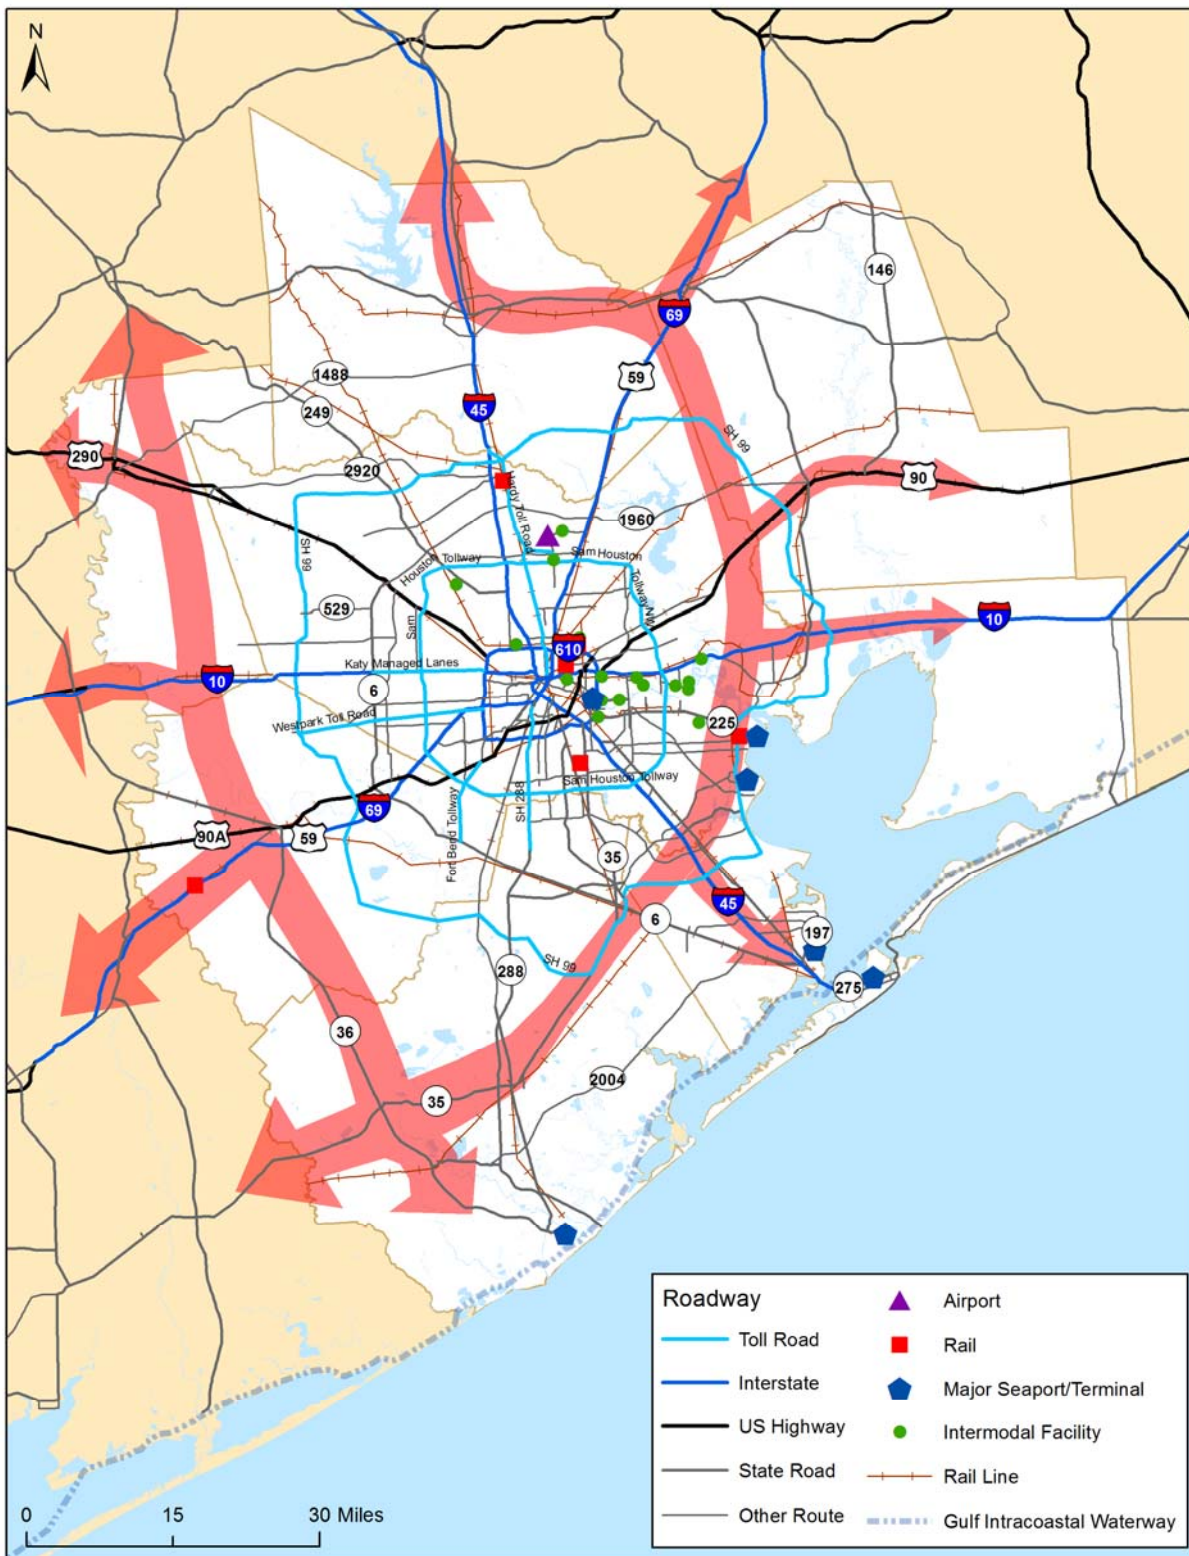 N
146
69
59
1488
45
249
SH 99
290
2920
90
Hardy Toll Road
1960
Houston Tollway
Sam Houston
SH 99
Tollway NW
529
Sam
10
610
Katy Managed Lanes
10
6
Westpark Toll Road
225
Sam Houston Tollway
69
SH 288
90A
59
Fort Bend Tollway
35
45
6
197
SH 99
288
275
36
2004
35
Roadway
Toll Road
Interstate
US Highway
State Road
Other Route
Airport
Rail
Major Seaport/Terminal
Intermodal Facility
Rail Line
Gulf Intracoastal Waterway
0 15 30 Miles